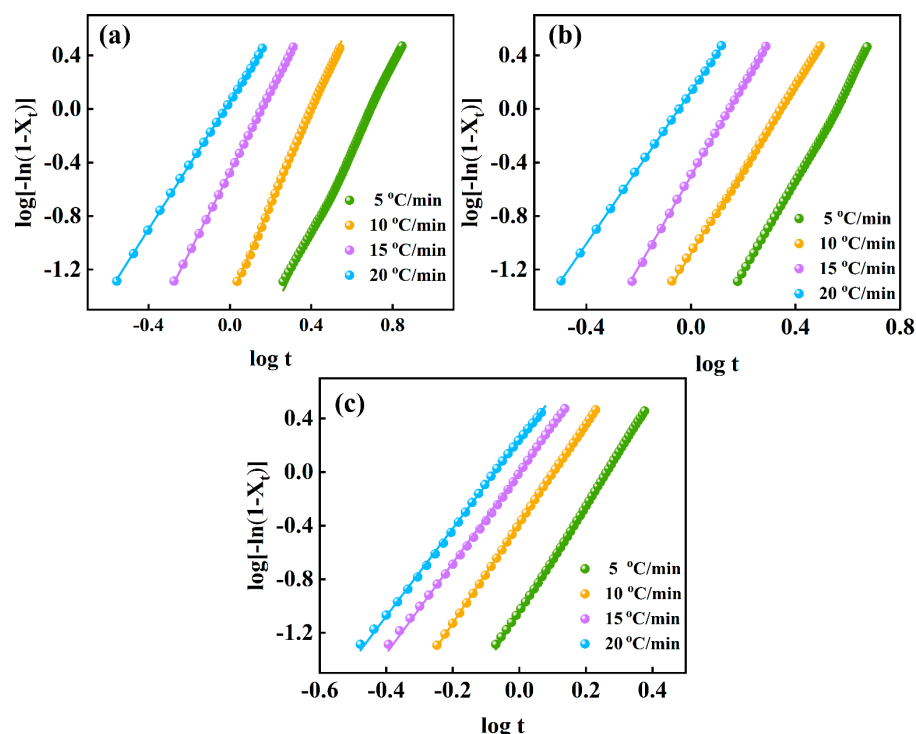 (a)
0.4
0.0
-0.4
-0.8
-1.2
log[-ln(1-Xt)]
5 °C/min
10 °C/min
15 °C/min
20 °C/min
-0.4 0.0 0.4 0.8
log t
(b)
0.4
0.0
-0.4
-0.8
-1.2
log[-ln(1-Xt)]
5 °C/min
10 °C/min
15 °C/min
20 °C/min
-0.4 0.0 0.4 0.8
log t
(c)
0.4
0.0
-0.4
-0.8
-1.2
log[-ln(1-Xt)]
5 °C/min
10 °C/min
15 °C/min
20 °C/min
-0.6 -0.4 -0.2 0.0 0.2 0.4 0.6
log t